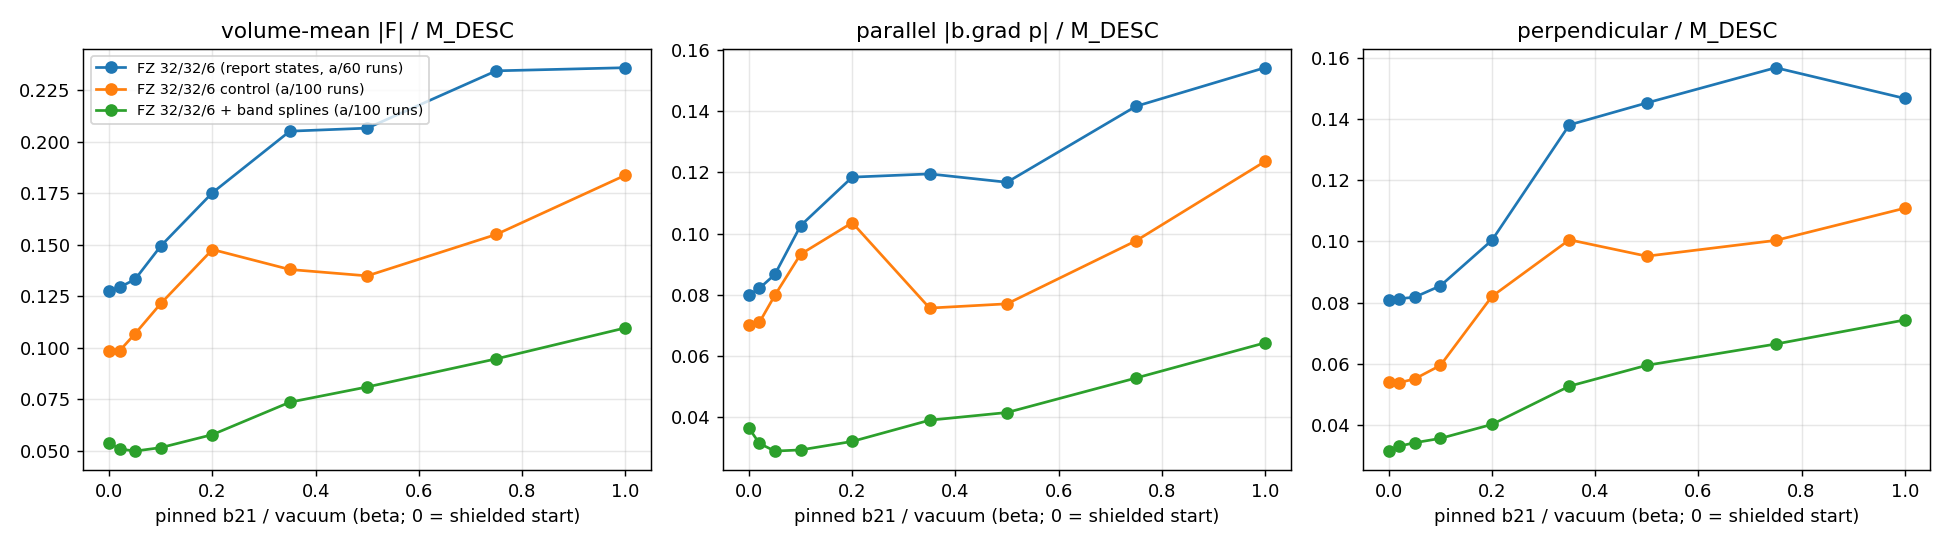 volume-mean |F| / M_DESC
FZ 32/32/6 (report states, a/60 runs)
FZ 32/32/6 control (a/100 runs)
FZ 32/32/6 + band splines (a/100 runs)
0.225
0.200
0.175
0.150
0.125
0.100
0.075
0.050
0.0 0.2 0.4 0.6 0.8 1.0
pinned b21 / vacuum (beta; 0 = shielded start)
parallel |b.grad p| / M_DESC
0.16
0.14
0.12
0.10
0.08
0.06
0.04
0.0 0.2 0.4 0.6 0.8 1.0
pinned b21 / vacuum (beta; 0 = shielded start)
perpendicular / M_DESC
0.16
0.14
0.12
0.10
0.08
0.06
0.04
0.0 0.2 0.4 0.6 0.8 1.0
pinned b21 / vacuum (beta; 0 = shielded start)